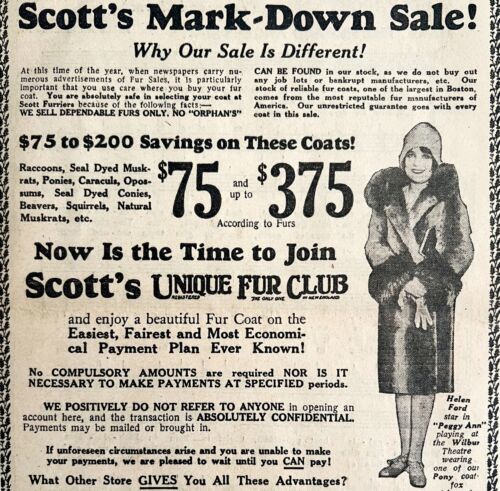 Scott's Mark-Down Sale!
Why Our Sale Is Different!
At this time of the year, when newspapers carry nu-
merous advertisements of Fur Sales, it is particularly
important that you use care where you buy your fur
coat. You are absolutely safe in selecting your coat at
Scott Furriers because of the following facts:—
WE SELL DEPENDABLE FURS ONLY. NO "ORPHAN'S"
CAN BE FOUND in our stock, as we do not buy out
any job lots or bankrupt manufacturers, etc. Our
stock of reliable fur coats, one of the largest in Boston,
comes from the most reputable fur manufacturers of
America. Our unrestricted guarantee goes with every
coat in this sale.
$75 to $200 Savings on These Coats!
Raccoons, Seal Dyed Musk-
rats, Ponies, Caraculs, Opos-
sums, Seal Dyed Conies,
Beavers, Squirrels, Natural
Muskrats, etc.
$75 and up to $375
According to Furs
Now Is the Time to Join
Scott's UNIQUE FUR CLUB
REGISTERED THE ONLY ONE IN NEW ENGLAND
and enjoy a beautiful Fur Coat on the
Easiest, Fairest and Most Economi-
cal Payment Plan Ever Known!
No COMPULSORY AMOUNTS are required NOR IS IT
NECESSARY TO MAKE PAYMENTS AT SPECIFIED periods.
WE POSITIVELY DO NOT REFER TO ANYONE in opening an
account here, and the transaction is ABSOLUTELY CONFIDENTIAL.
Payments may be mailed or brought in.
If unforeseen circumstances arise and you are unable to
make your payments, we are pleased to wait until you CAN pay!
What Other Store GIVES You All These Advantages?
Helen
Ford
star in
"Peggy Ann"
playing at
the Wilbur
Theatre
wearing
one of our
Pony coat-
fox